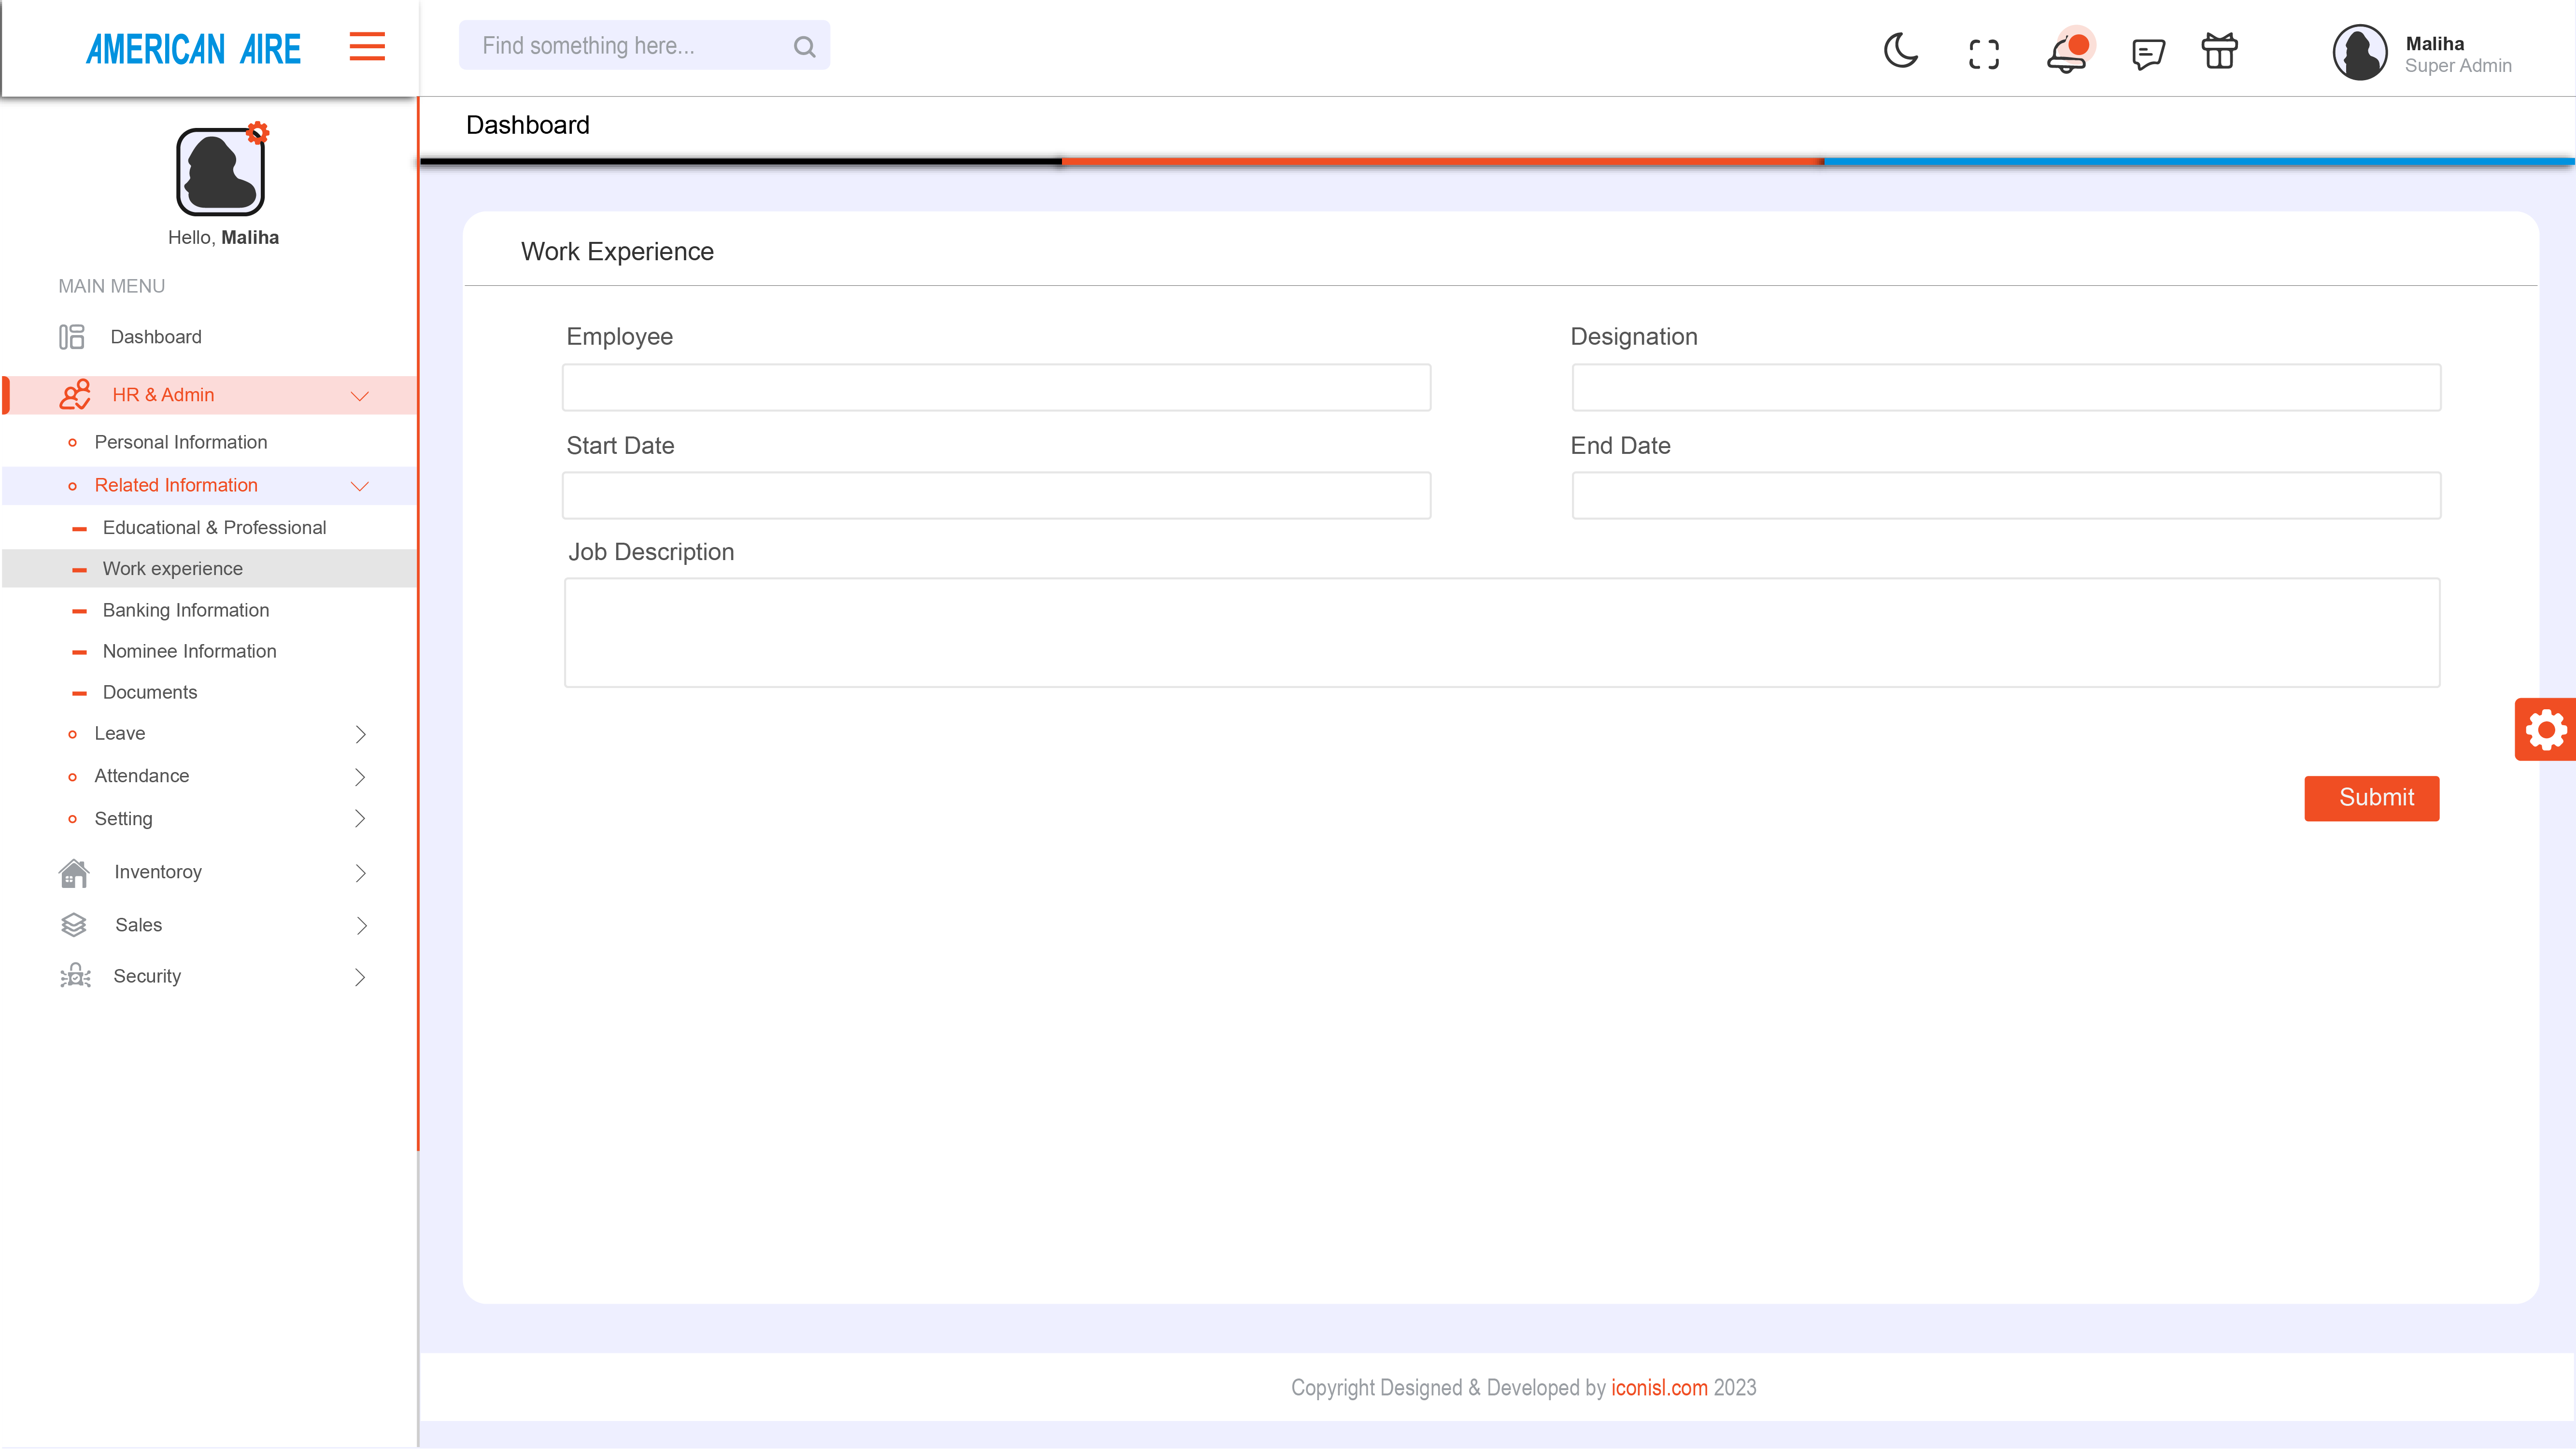 AMERICAN AIRE
Find something here...
Maliha
Super Admin
Dashboard
Hello, Maliha
MAIN MENU
Dashboard
HR & Admin
Personal Information
Related Information
Educational & Professional
Work experience
Banking Information
Nominee Information
Documents
Leave
Attendance
Setting
Inventoroy
Sales
Security
Work Experience
Employee
Designation
Start Date
End Date
Job Description
Submit
Copyright Designed & Developed by iconisl.com 2023